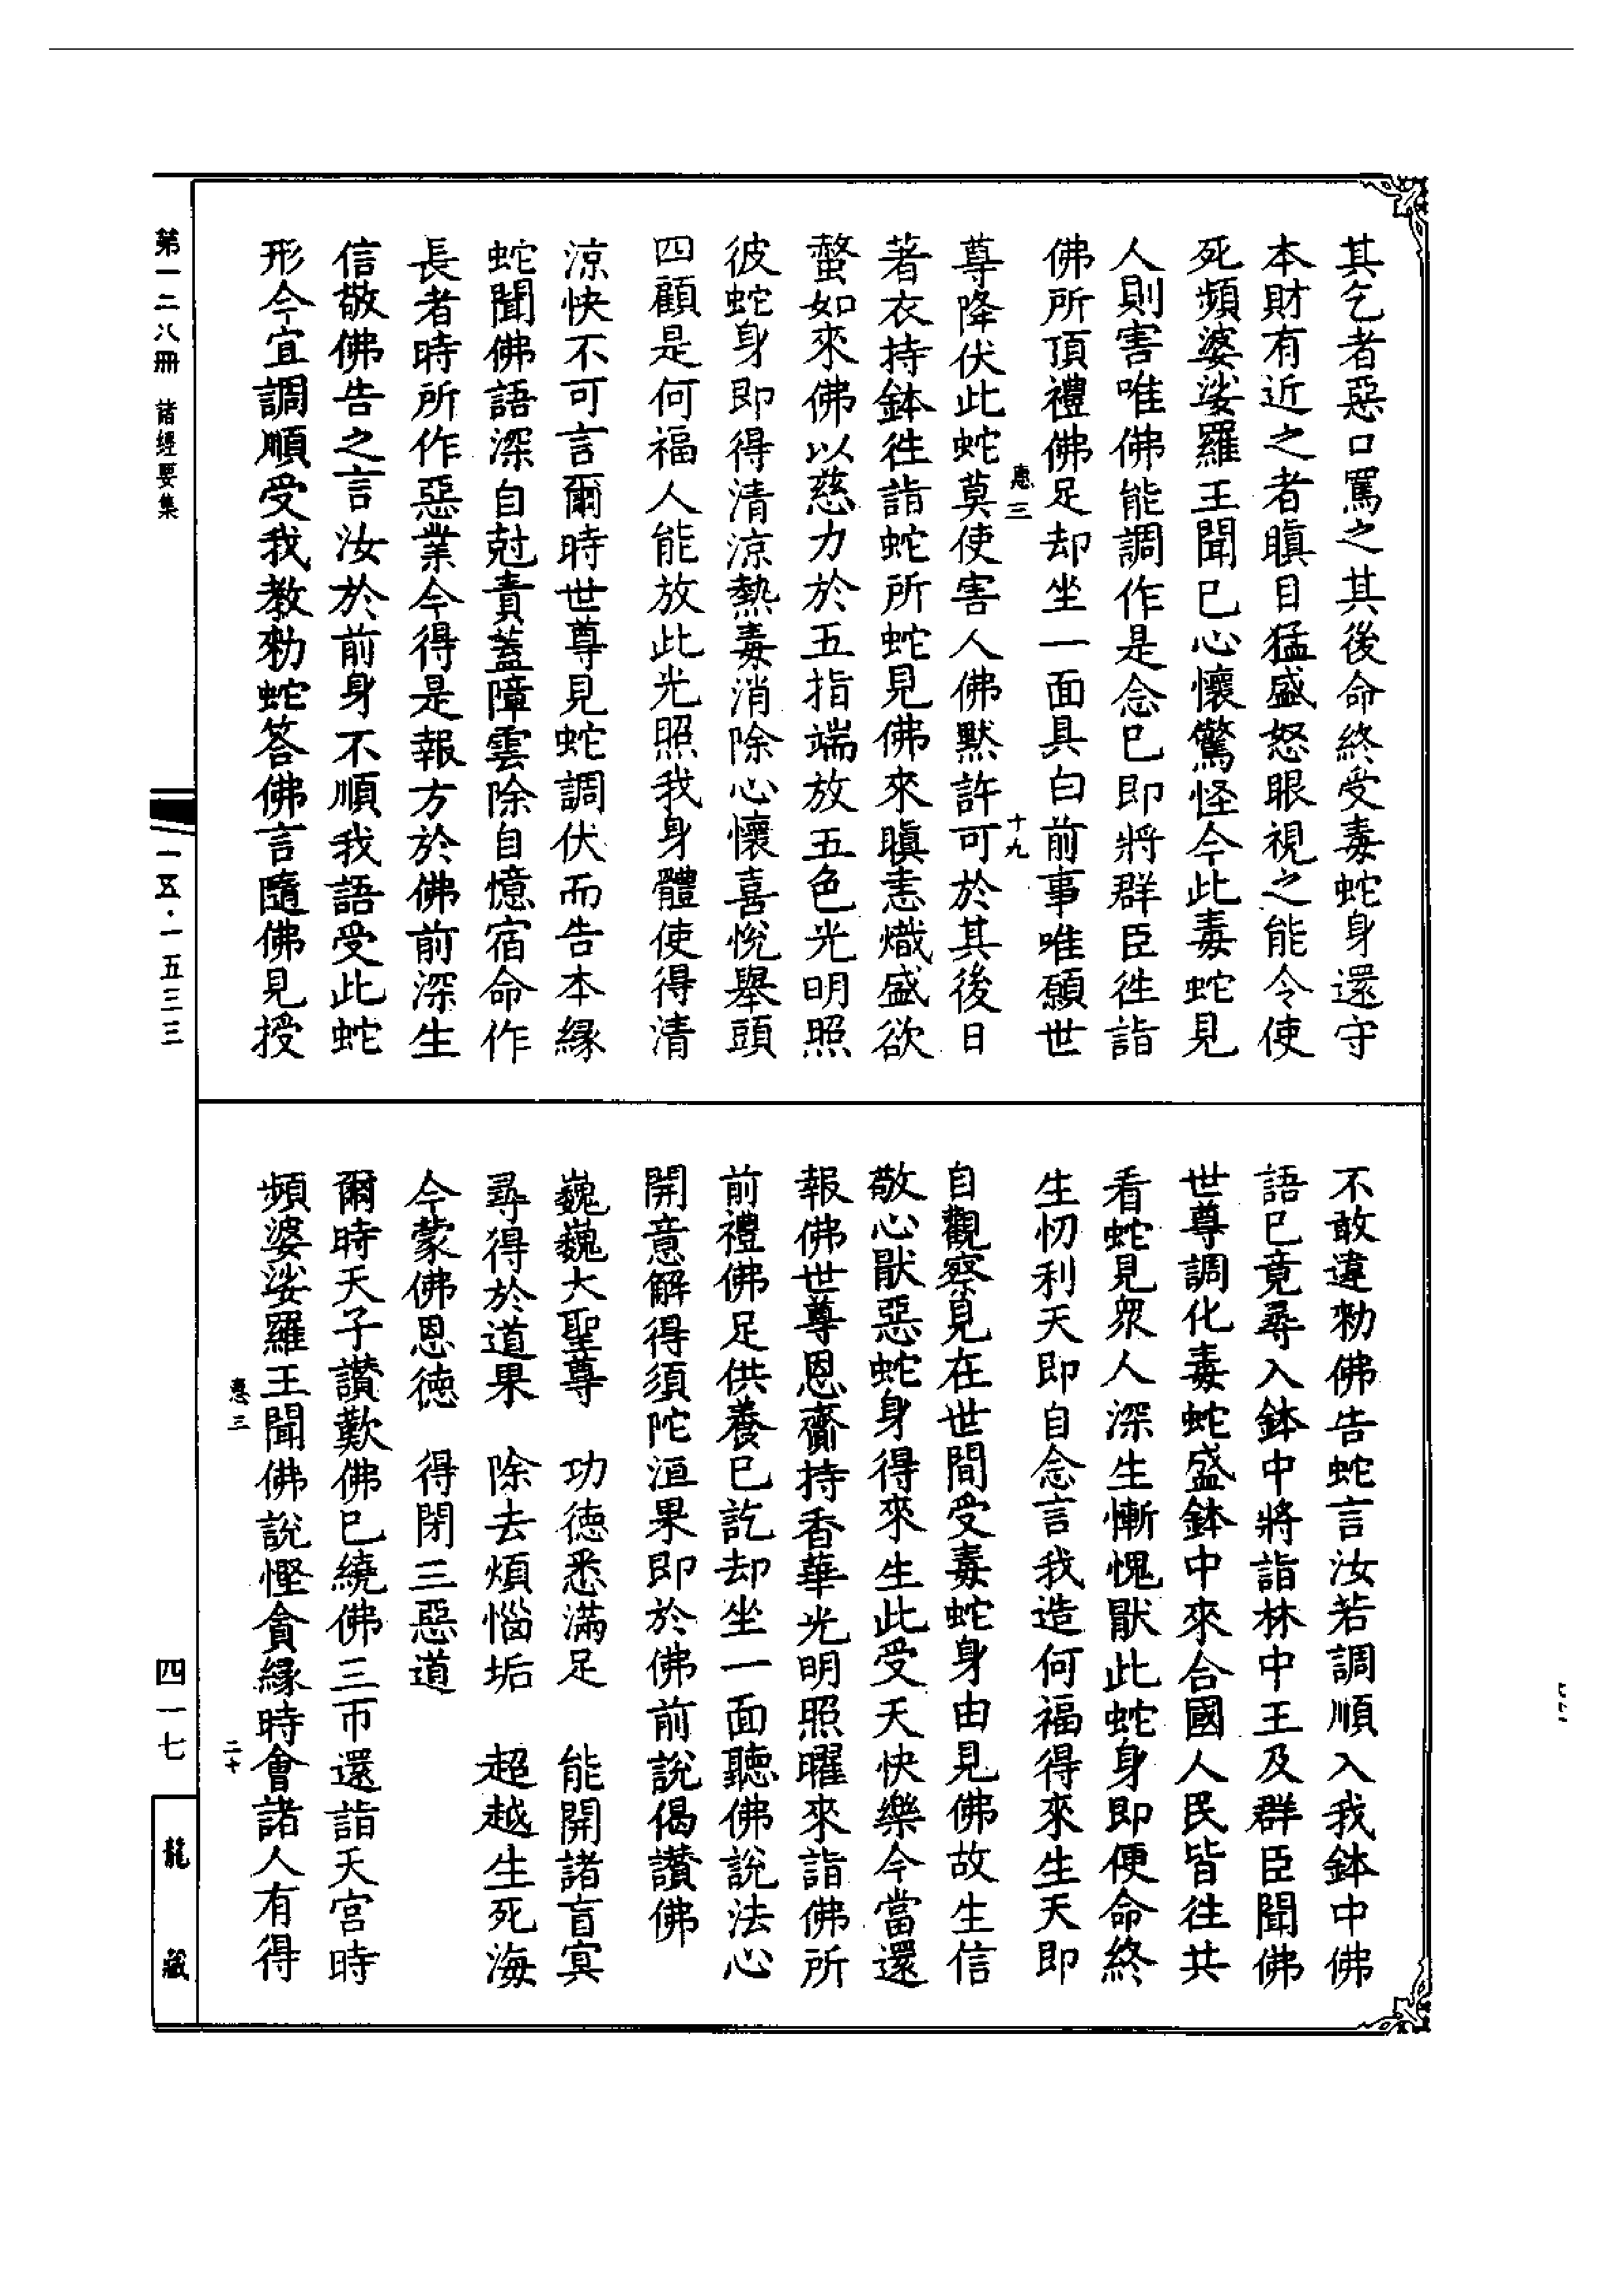 其乞者惡口罵之其後命終受毒蛇身還守
本財有近之者瞋目猛盛怒眼視之能令使
死頻婆娑羅王聞巳心懷驚怪今此毒蛇見
人則害唯佛能調作是念巳即將群臣徃詣
佛所頂禮佛足却坐一面具白前事唯願世
惠三
十九
尊降伏此蛇莫使害人佛默許可於其後日
著衣持鉢徃詣蛇所蛇見佛來瞋恚熾盛欲
螫如來佛以慈力於五指端放五色光明照
彼蛇身即得清涼熱毒消除心懷喜悅舉頭
四顧是何福人能放此光照我身體使得清
涼快不可言爾時世尊見蛇調伏而告本緣
蛇聞佛語深自尅責蓋障雲除自憶宿命作
長者時所作惡業今得是報方於佛前深生
信敬佛告之言汝於前身不順我語受此蛇
形今宜調順受我教勑蛇答佛言隨佛見授
不敢違勑佛告蛇言汝若調順入我鉢中佛
語巳竟尋入鉢中將詣林中王及群臣聞佛
世尊調化毒蛇盛鉢中來合國人民皆徃共
看蛇見眾人深生慚愧猒此蛇身即便命終
生忉利天即自念言我造何福得來生天即
自觀察見在世間受毒蛇身由見佛故生信
敬心猒惡蛇身得來生此受天快樂今當還
報佛世尊恩齎持香華光明照曜來詣佛所
前禮佛足供養巳訖却坐一面聽佛說法心
開意解得須陀洹果即於佛前說偈讚佛
巍巍大聖尊　功德悉滿足　能開諸盲冥
尋得於道果　除去煩惱垢　超越生死海
今蒙佛恩德　得閉三惡道
爾時天子讚歎佛巳繞佛三帀還詣天宮時
頻婆娑羅王聞佛說慳貪緣時會諸人有得
惠三
二十
第一二八冊　諸經要集
一五·一五三三
四一七
龍藏